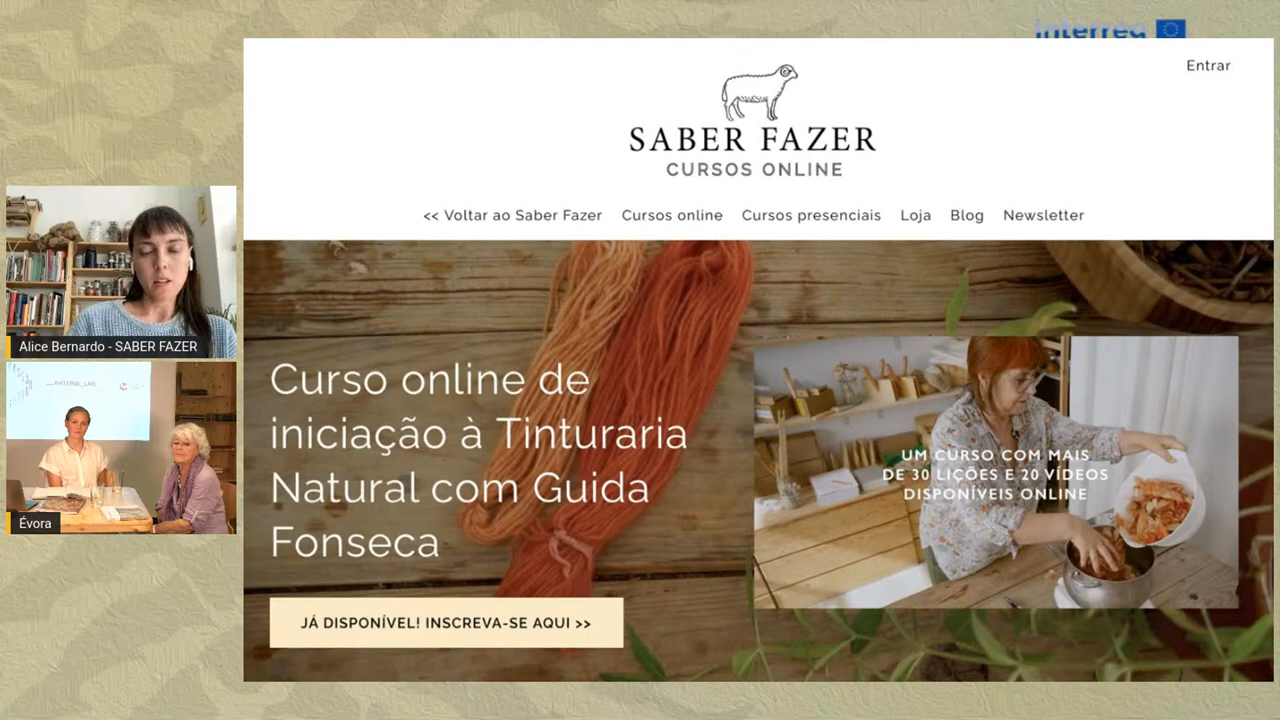 interreg
Entrar
SABER FAZER
CURSOS ONLINE
<< Voltar ao Saber Fazer Cursos online Cursos presenciais Loja Blog Newsletter
Curso online de
iniciação à Tinturaria
Natural com Guida
Fonseca
JÁ DISPONÍVEL! INSCREVA-SE AQUI >>
UM CURSO COM MAIS
DE 30 LIÇÕES E 20 VÍDEOS
DISPONÍVEIS ONLINE
Alice Bernardo - SABER FAZER
Évora